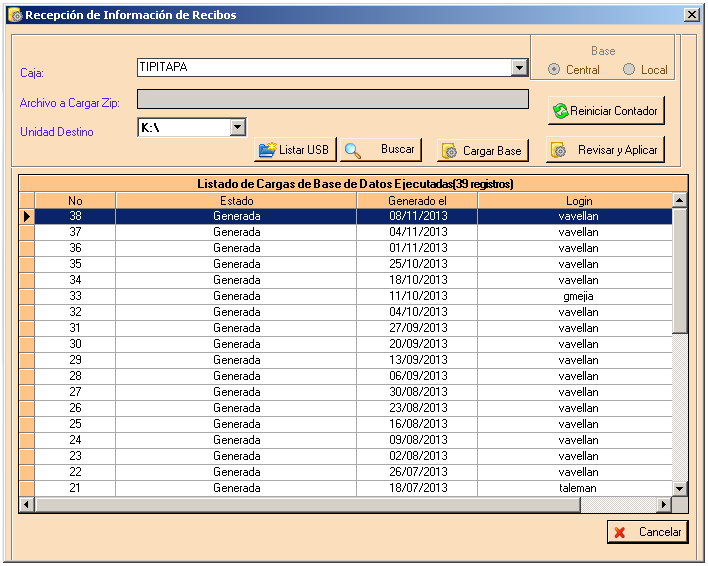 Recepción de Información de Recibos
Base
Caja:
TIPITAPA
Central
Local
Archivo a Cargar Zip:
Reiniciar Contador
Unidad Destino
K:\
Listar USB
Buscar
Cargar Base
Revisar y Aplicar
Listado de Cargas de Base de Datos Ejecutadas(39 registros)
No Estado Generado el Login
38 Generada 08/11/2013 vavellan
37 Generada 04/11/2013 vavellan
36 Generada 01/11/2013 vavellan
35 Generada 25/10/2013 vavellan
34 Generada 18/10/2013 vavellan
33 Generada 11/10/2013 gmejia
32 Generada 04/10/2013 vavellan
31 Generada 27/09/2013 vavellan
30 Generada 20/09/2013 vavellan
29 Generada 13/09/2013 vavellan
28 Generada 06/09/2013 vavellan
27 Generada 30/08/2013 vavellan
26 Generada 23/08/2013 vavellan
25 Generada 16/08/2013 vavellan
24 Generada 09/08/2013 vavellan
23 Generada 02/08/2013 vavellan
22 Generada 26/07/2013 vavellan
21 Generada 18/07/2013 taleman
Cancelar